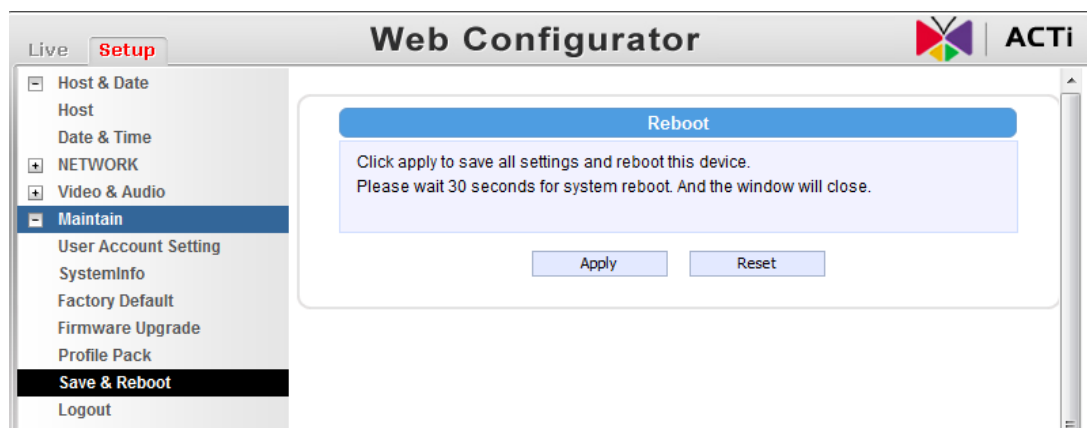 Live Setup Web Configurator ACTi
Host & Date
Host
Date & Time
NETWORK
Video & Audio
Maintain
User Account Setting
SystemInfo
Factory Default
Firmware Upgrade
Profile Pack
Save & Reboot
Logout
Reboot
Click apply to save all settings and reboot this device.
Please wait 30 seconds for system reboot. And the window will close.
Apply Reset